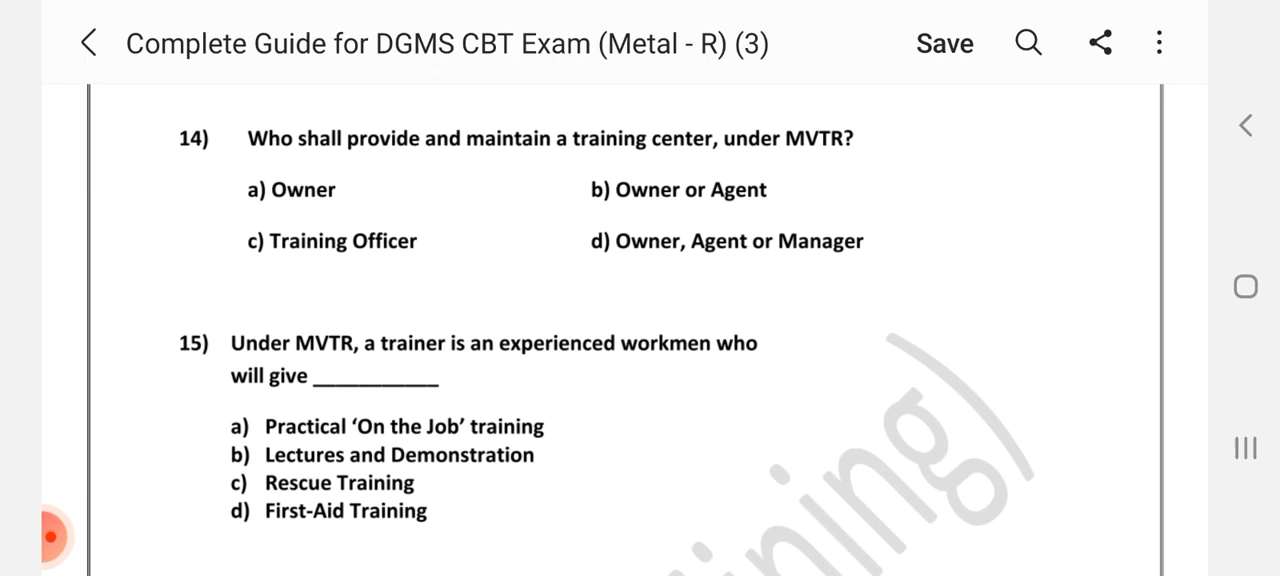 Complete Guide for DGMS CBT Exam (Metal - R) (3) Save
14) Who shall provide and maintain a training center, under MVTR?
a) Owner b) Owner or Agent
c) Training Officer d) Owner, Agent or Manager
15) Under MVTR, a trainer is an experienced workmen who
will give ___________
a) Practical ‘On the Job’ training
b) Lectures and Demonstration
c) Rescue Training
d) First-Aid Training